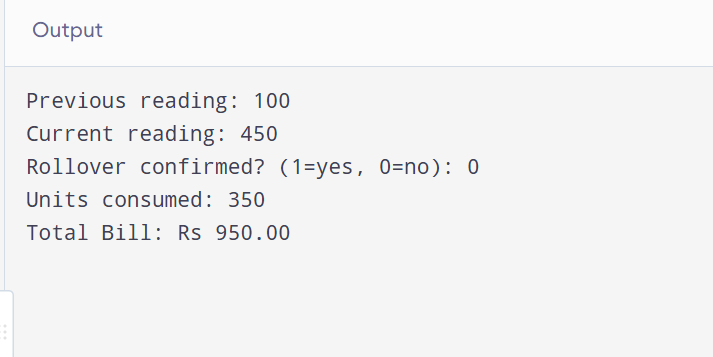 Output
Previous reading: 100
Current reading: 450
Rollover confirmed? (1=yes, 0=no): 0
Units consumed: 350
Total Bill: Rs 950.00